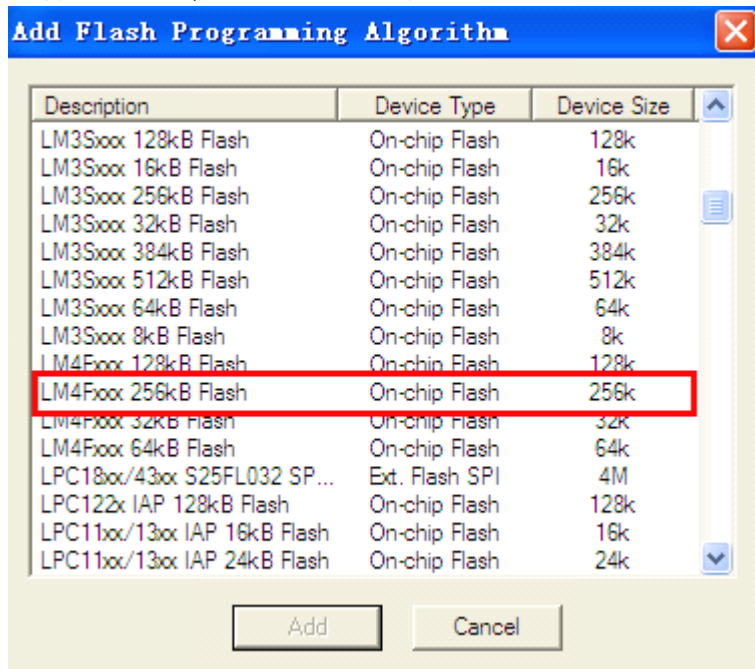 Add Flash Programming Algorithm
Description Device Type Device Size
LM3Sxxx 128kB Flash On-chip Flash 128k
LM3Sxxx 16kB Flash On-chip Flash 16k
LM3Sxxx 256kB Flash On-chip Flash 256k
LM3Sxxx 32kB Flash On-chip Flash 32k
LM3Sxxx 384kB Flash On-chip Flash 384k
LM3Sxxx 512kB Flash On-chip Flash 512k
LM3Sxxx 64kB Flash On-chip Flash 64k
LM3Sxxx 8kB Flash On-chip Flash 8k
LM4Fxxx 128kB Flash On-chip Flash 128k
LM4Fxxx 256kB Flash On-chip Flash 256k
LM4Fxxx 32kB Flash On-chip Flash 32k
LM4Fxxx 64kB Flash On-chip Flash 64k
LPC18xx/43xx S25FL032 SP... Ext. Flash SPI 4M
LPC122x IAP 128kB Flash On-chip Flash 128k
LPC11xx/13xx IAP 16kB Flash On-chip Flash 16k
LPC11xx/13xx IAP 24kB Flash On-chip Flash 24k
Add Cancel